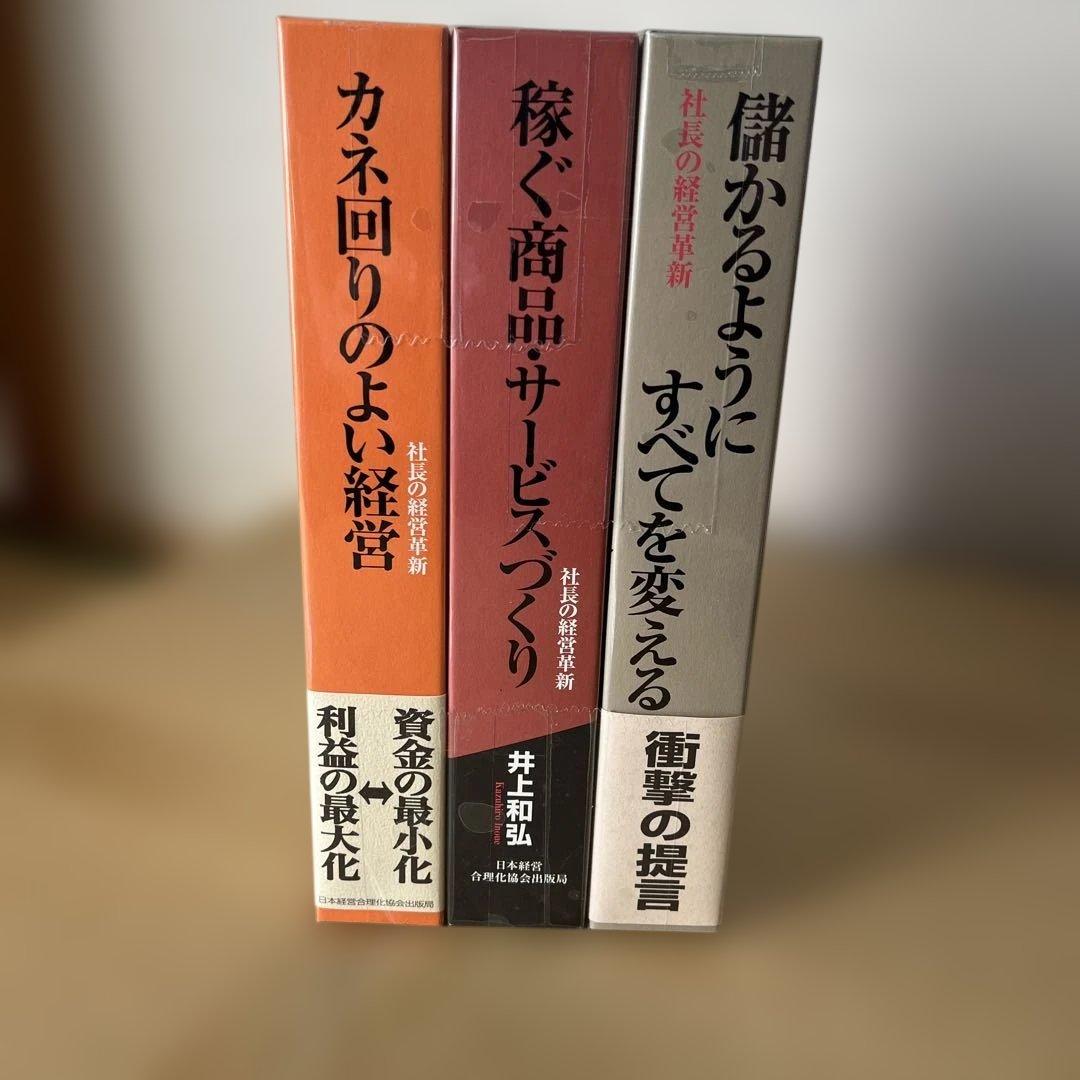 カネ回りのよい経営
社長の経営革新
資金の最小化
↔
利益の最大化
日本経営合理化協会出版局
稼ぐ商品・サービスづくり
社長の経営革新
井上和弘
Kazuhiro Inoue
日本経営
合理化協会出版局
社長の経営革新
儲かるように
すべてを変える
衝撃の提言